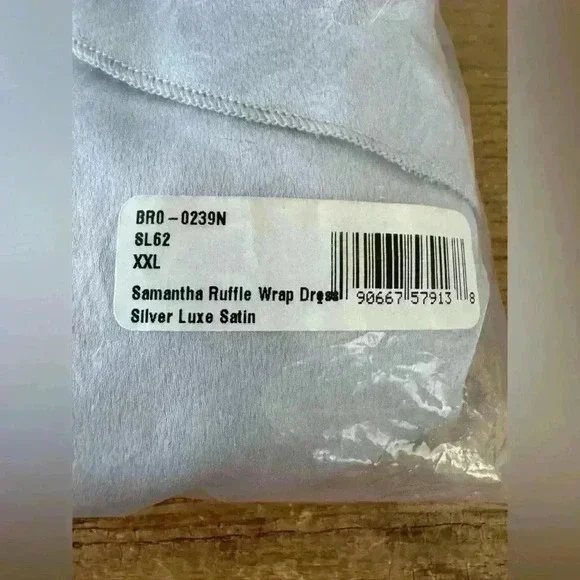 BRO-0239N
SL62
XXL
Samantha Ruffle Wrap Dress
Silver Luxe Satin
90667 57913 8